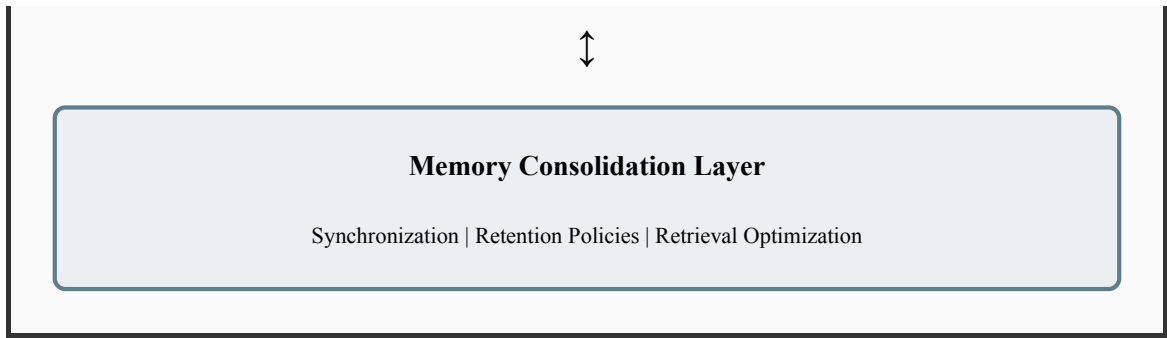 Memory Consolidation Layer
Synchronization | Retention Policies | Retrieval Optimization